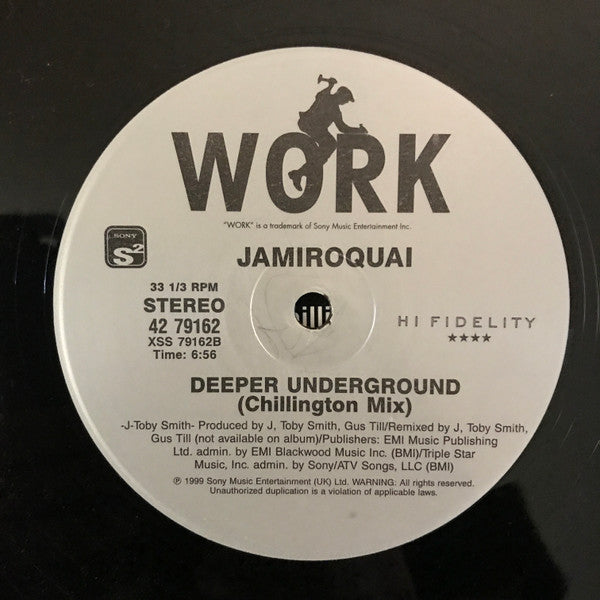 WORK
"WORK" is a trademark of Sony Music Entertainment Inc.
SONY
S2
JAMIROQUAI
33 1/3 RPM
STEREO
42 79162
XSS 79162B
Time: 6:56
illi
HI FIDELITY
★★★★
DEEPER UNDERGROUND
(Chillington Mix)
-J-Toby Smith- Produced by J, Toby Smith, Gus Till/Remixed by J, Toby Smith,
Gus Till (not available on album)/Publishers: EMI Music Publishing
Ltd. admin. by EMI Blackwood Music Inc. (BMI)/Triple Star
Music, Inc. admin. by Sony/ATV Songs, LLC (BMI)
℗ 1999 Sony Music Entertainment (UK) Ltd. WARNING: All rights reserved.
Unauthorized duplication is a violation of applicable laws.